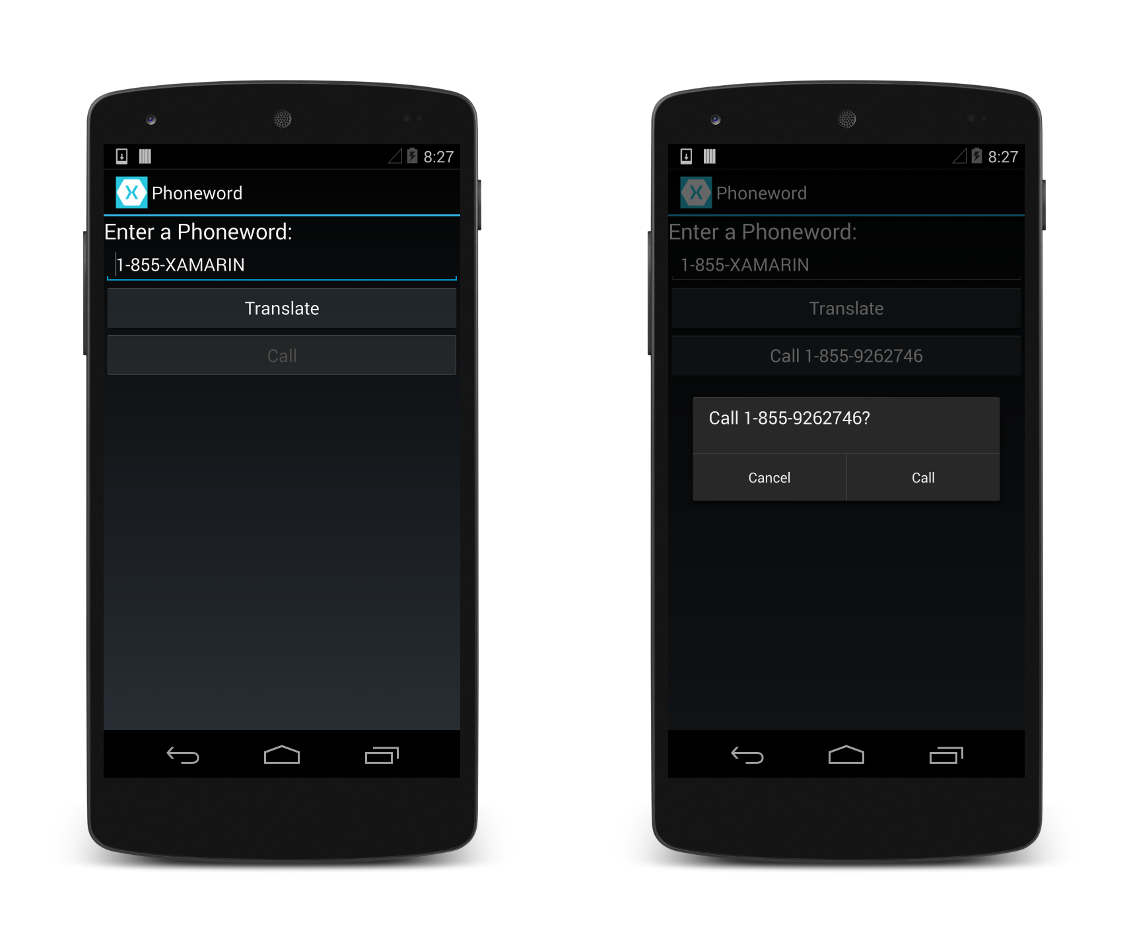 8:27
X Phoneword
Enter a Phoneword:
1-855-XAMARIN
Translate
Call
8:27
X Phoneword
Enter a Phoneword:
1-855-XAMARIN
Translate
Call 1-855-9262746
Call 1-855-9262746?
Cancel Call